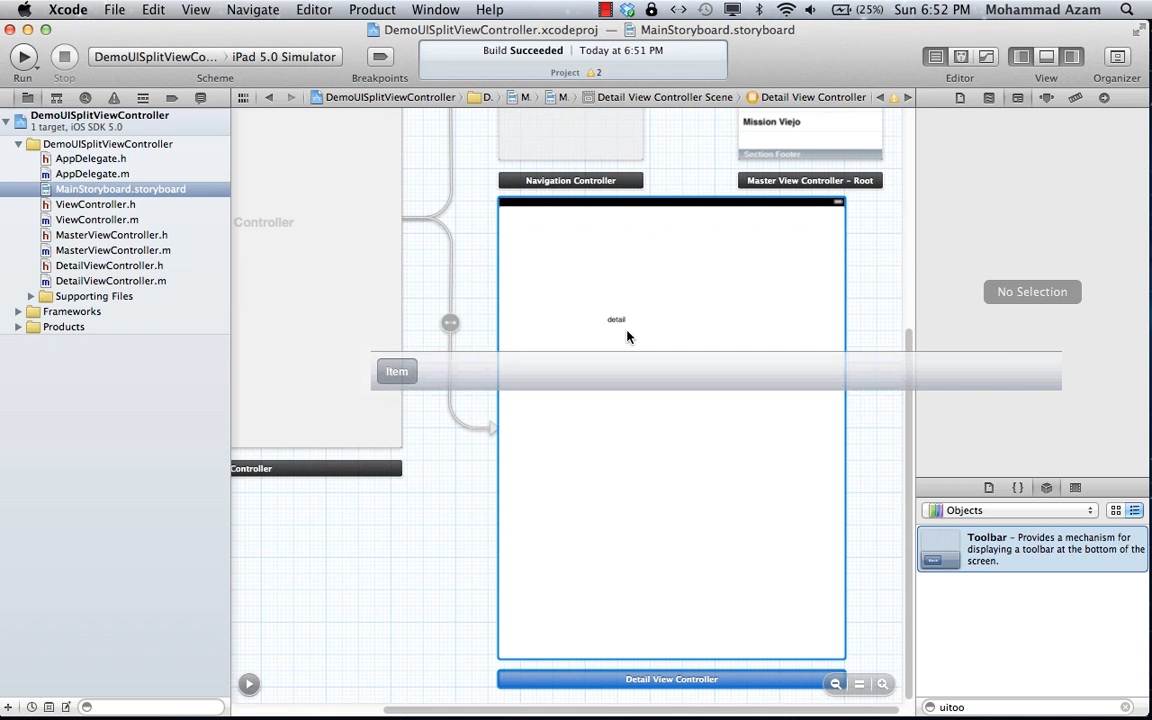 Xcode File Edit View Navigate Editor Product Window Help (25%) Sun 6:52 PM Mohammad Azam
DemoUISplitViewController.xcodeproj — MainStoryboard.storyboard
Build Succeeded | Today at 6:51 PM
Project 2
DemoUISplitViewCo... iPad 5.0 Simulator
Run Stop Scheme Breakpoints Editor View Organizer
DemoUISplitViewController D. M... M... Detail View Controller Scene Detail View Controller
DemoUISplitViewController
1 target, iOS SDK 5.0
DemoUISplitViewController
AppDelegate.h
AppDelegate.m
MainStoryboard.storyboard
ViewController.h
ViewController.m
MasterViewController.h
MasterViewController.m
DetailViewController.h
DetailViewController.m
Supporting Files
Frameworks
Products
Mission Viejo
Section Footer
Navigation Controller
Master View Controller - Root
Controller
detail
Item
Controller
Detail View Controller
No Selection
Objects
Toolbar - Provides a mechanism for
displaying a toolbar at the bottom of the
screen.
uitoo